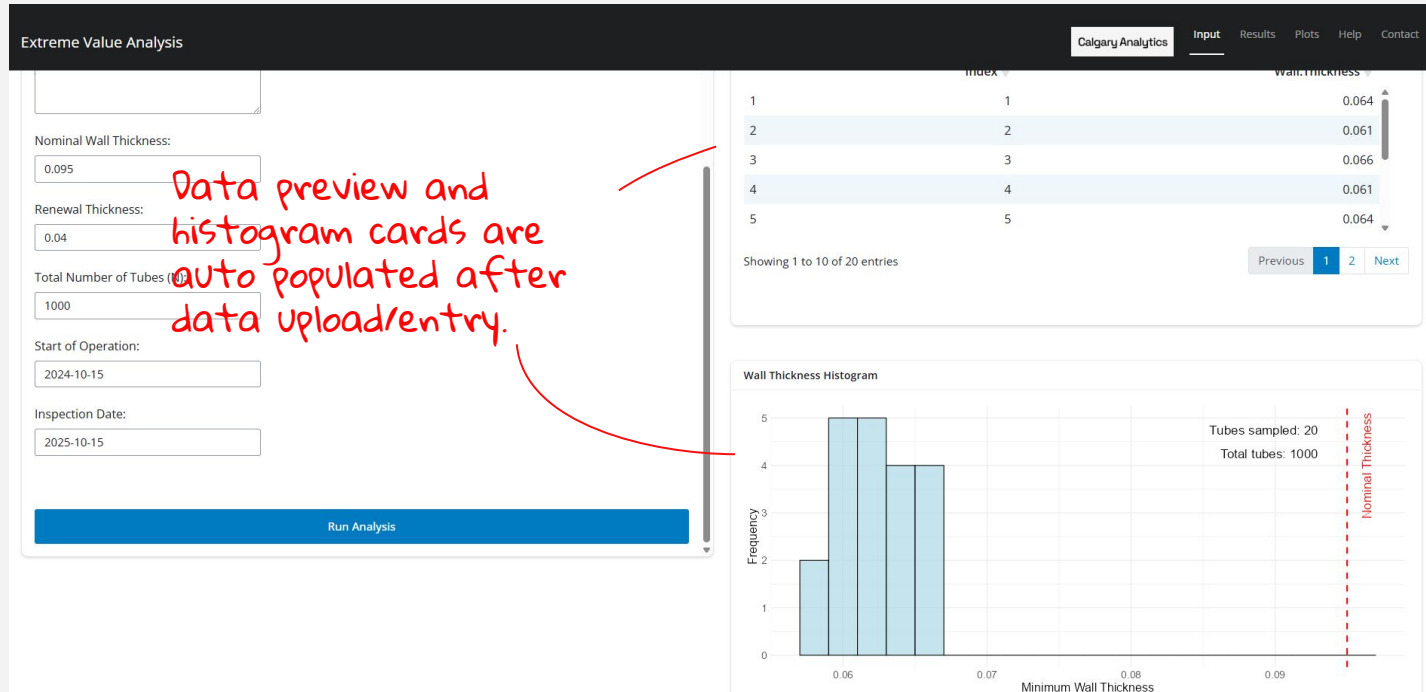 Extreme Value Analysis
Calgary Analytics
Input
Results
Plots
Help
Contact
Nominal Wall Thickness:
0.095
Renewal Thickness:
0.04
Total Number of Tubes (N):
1000
Start of Operation:
2024-10-15
Inspection Date:
2025-10-15
Run Analysis
Data preview and
histogram cards are
auto populated after
data upload/entry.
Index Wall.Thickness
1 1 0.064
2 2 0.061
3 3 0.066
4 4 0.061
5 5 0.064
Showing 1 to 10 of 20 entries
Previous 1 2 Next
Wall Thickness Histogram
Tubes sampled: 20
Total tubes: 1000
Nominal Thickness
Frequency
5
4
3
2
1
0
0.06 0.07 0.08 0.09
Minimum Wall Thickness